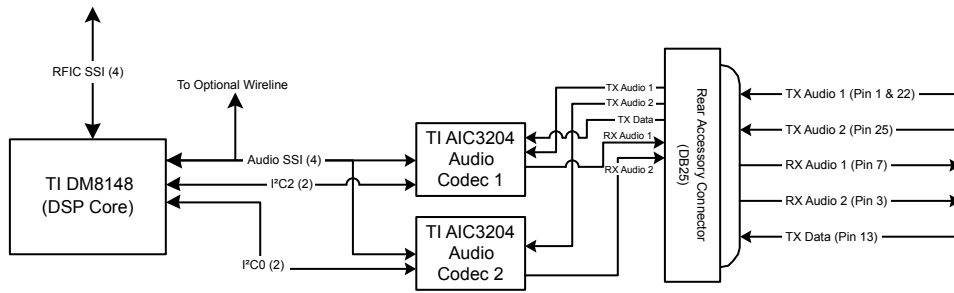 RFIC SSI (4)
To Optional Wireline
TI DM8148
(DSP Core)
Audio SSI (4)
I²C2 (2)
I²C0 (2)
TI AIC3204
Audio
Codec 1
TI AIC3204
Audio
Codec 2
TX Audio 1
TX Audio 2
TX Data
RX Audio 1
RX Audio 2
Rear Accessory Connector
(DB25)
TX Audio 1 (Pin 1 & 22)
TX Audio 2 (Pin 25)
RX Audio 1 (Pin 7)
RX Audio 2 (Pin 3)
TX Data (Pin 13)